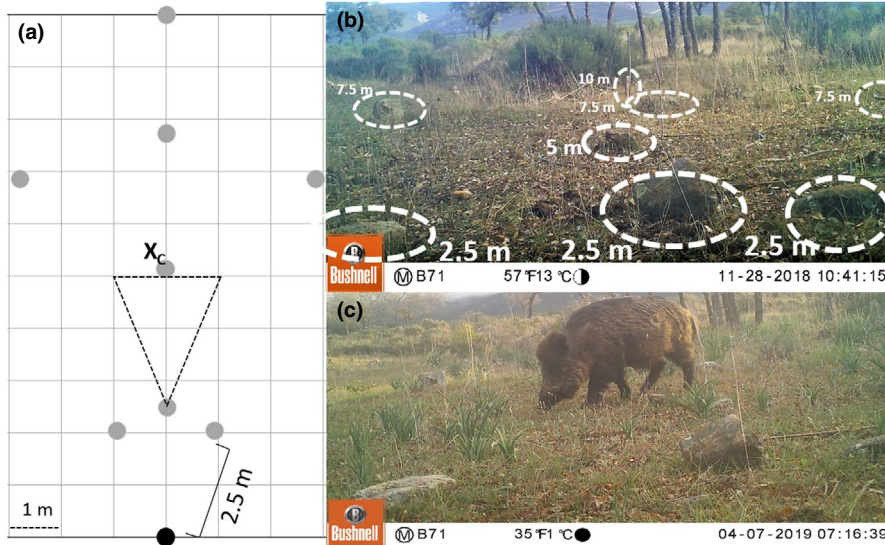 (a)
X_C
1 m
2.5 m
(b)
10 m
7.5 m
7.5 m
7.5 m
5 m
2.5 m
2.5 m
2.5 m
Bushnell
Ⓜ B71 57°F13 °C 11-28-2018 10:41:15
(c)
B
Bushnell
Ⓜ B71 35°F1 °C 04-07-2019 07:16:39